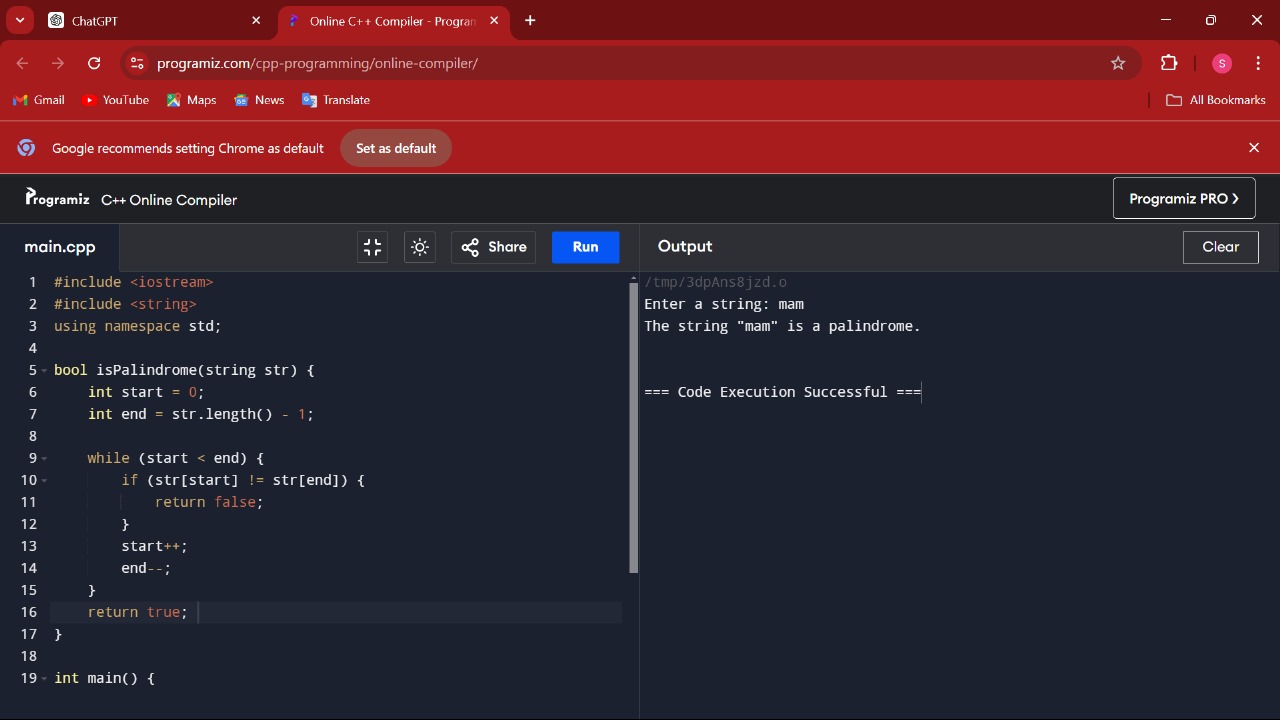 ChatGPT
Online C++ Compiler - Program
programiz.com/cpp-programming/online-compiler/
S
Gmail YouTube Maps News Translate All Bookmarks
Google recommends setting Chrome as default Set as default
Programiz C++ Online Compiler Programiz PRO >
main.cpp Share Run Output Clear
1 #include <iostream>
2 #include <string>
3 using namespace std;
4
5 bool isPalindrome(string str) {
6 int start = 0;
7 int end = str.length() - 1;
8
9 while (start < end) {
10 if (str[start] != str[end]) {
11 return false;
12 }
13 start++;
14 end--;
15 }
16 return true;
17 }
18
19 int main() {
/tmp/3dpAns8jzd.o
Enter a string: mam
The string "mam" is a palindrome.
=== Code Execution Successful ===